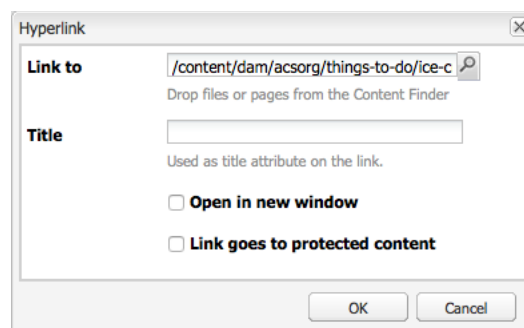 Hyperlink
Link to
/content/dam/acsorg/things-to-do/ice-c
Drop files or pages from the Content Finder
Title
Used as title attribute on the link.
Open in new window
Link goes to protected content
OK
Cancel